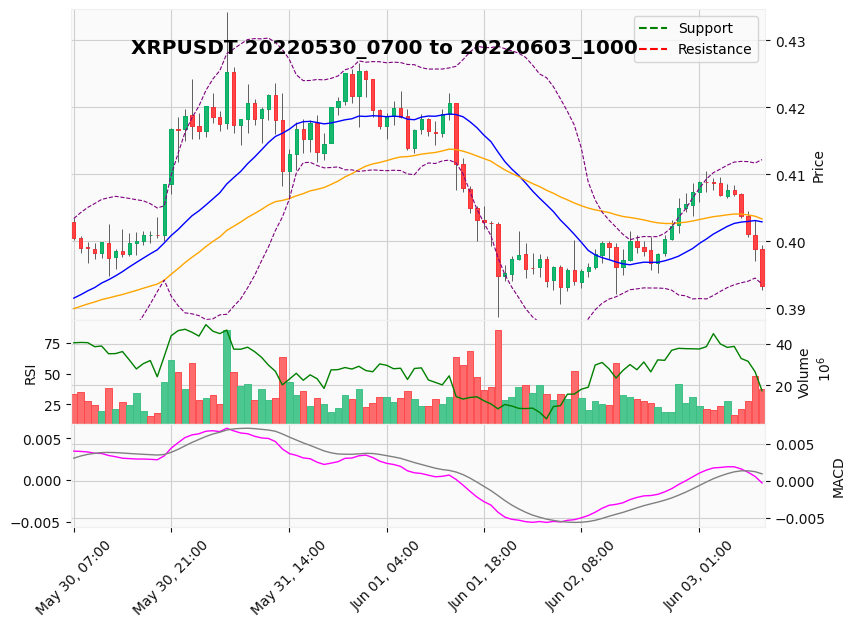 XRPUSDT 20220530_0700 to 20220603_1000
Support
Resistance
0.43
0.42
0.41
0.40
0.39
Price
75
50
25
RSI
40
20
Volume
10^6
0.005
0.000
−0.005
0.005
0.000
−0.005
MACD
May 30, 07:00
May 30, 21:00
May 31, 14:00
Jun 01, 04:00
Jun 01, 18:00
Jun 02, 08:00
Jun 03, 01:00